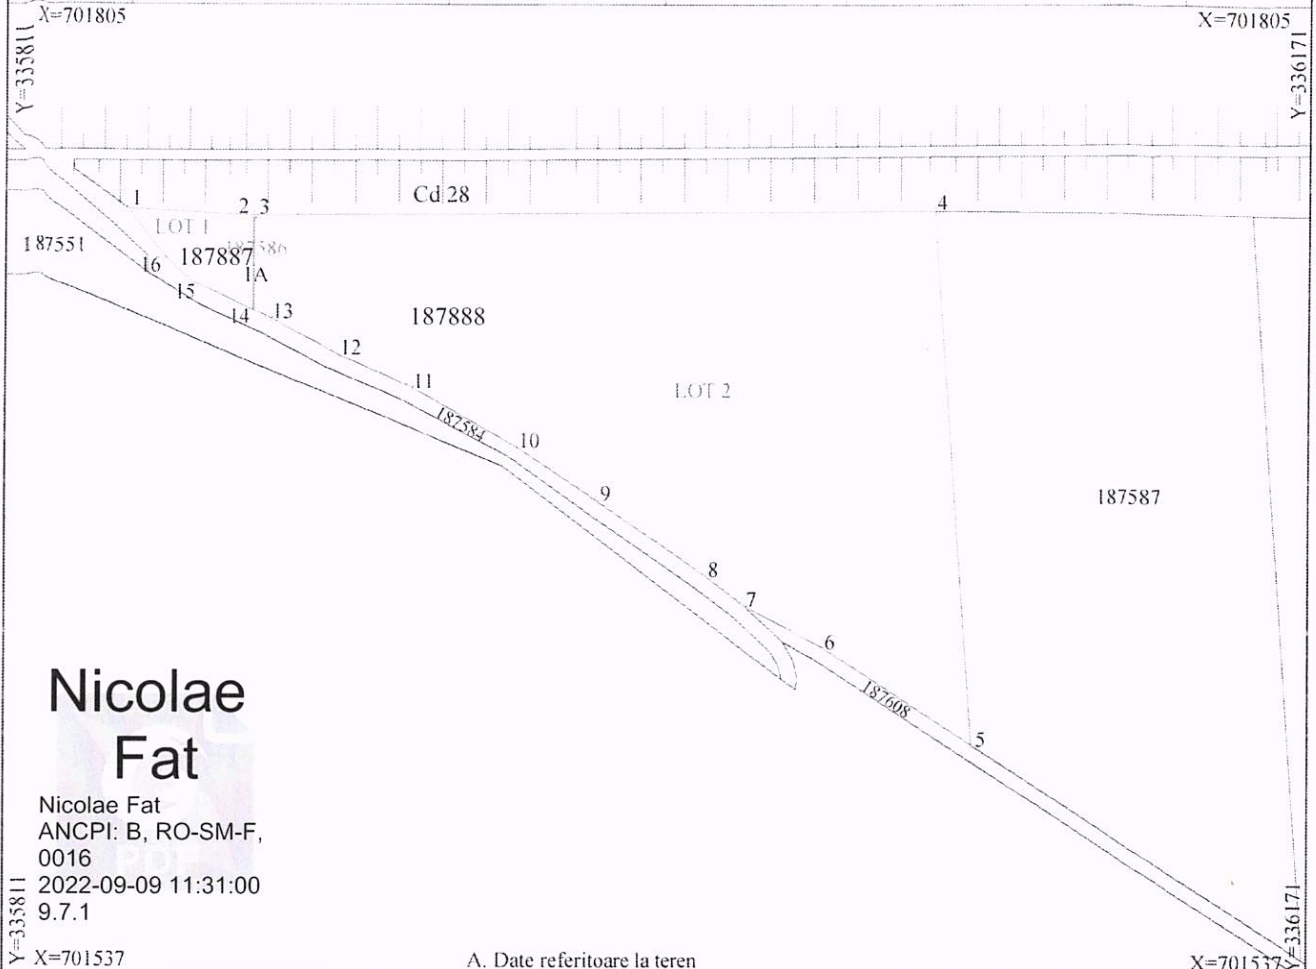 X=701805
X=701805
Y=335811
Y=336171
1
2
3
Cd 28
4
LOT 1
187551
187887
187586
1A
16
15
14
13
187888
12
11
LOT 2
187584
10
9
187587
8
7
6
187608
5
Nicolae
Fat
Nicolae Fat
ANCPI: B, RO-SM-F,
0016
2022-09-09 11:31:00
9.7.1
PDF
Y=335811
Y=336171
X=701537
A. Date referitoare la teren
X=701537